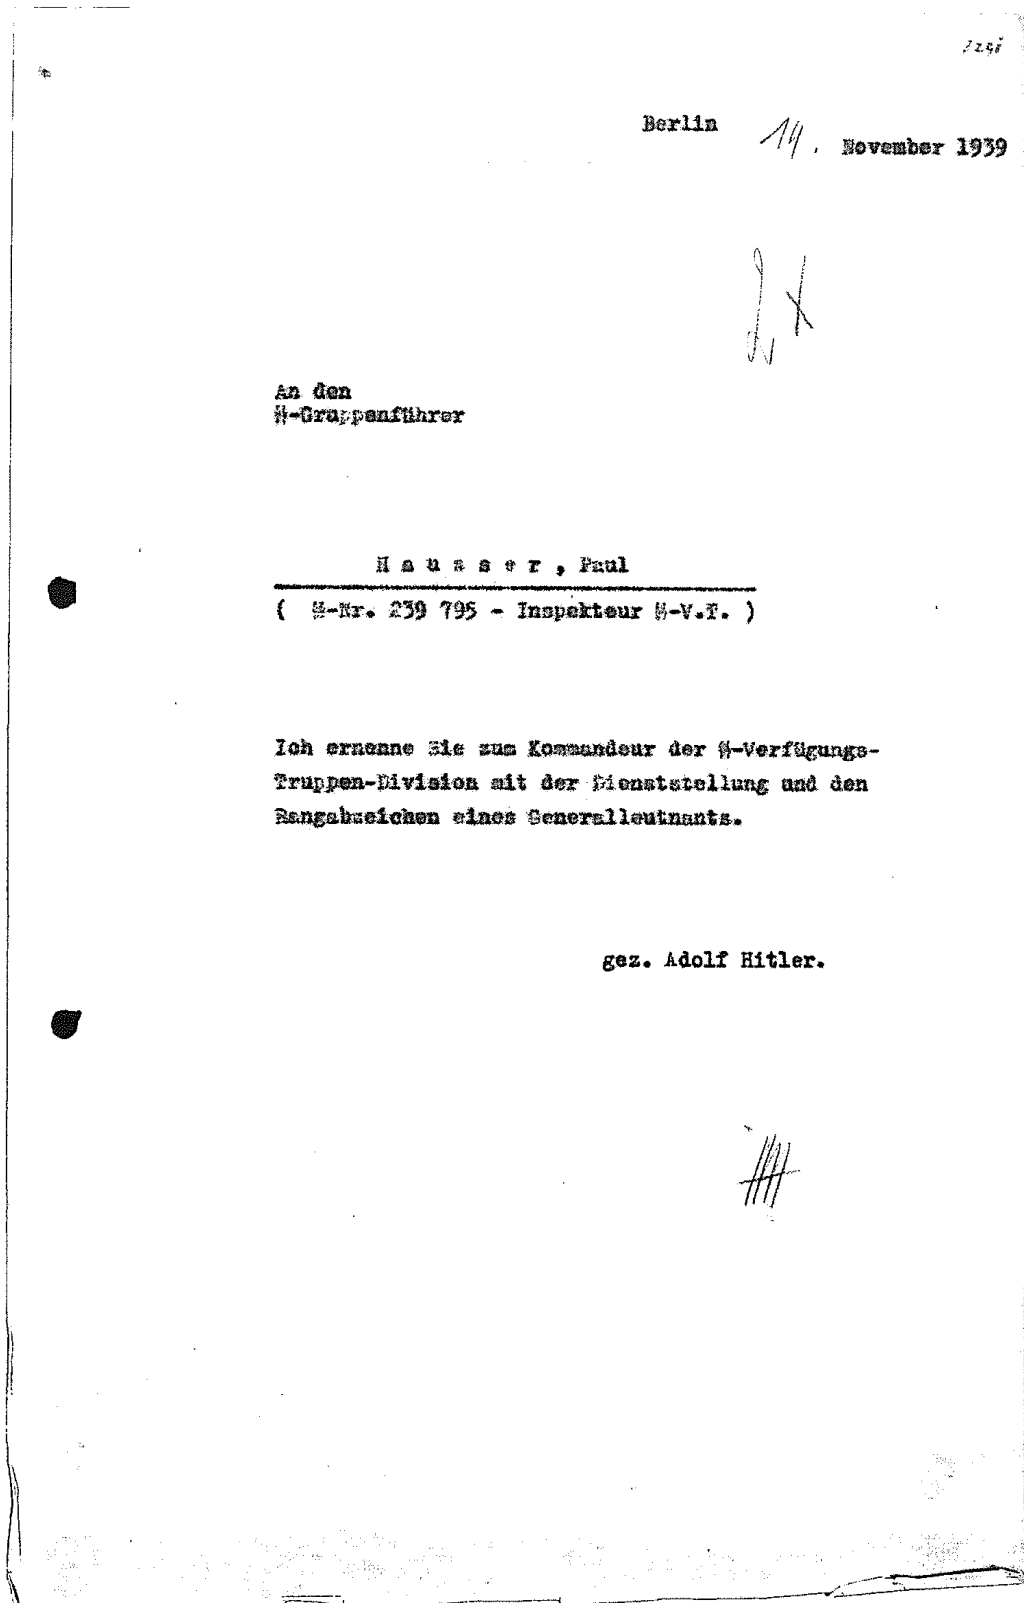 Berlin 14. November 1939
An den
SS-Gruppenführer
H a u s s e r , Paul
( SS-Nr. 239 795 - Inspekteur SS-V.T. )
Ich ernenne Sie zum Kommandeur der SS-Verfügungs-
Truppen-Division mit der Dienststellung und den
Rangabzeichen eines Generalleutnants.
gez. Adolf Hitler.